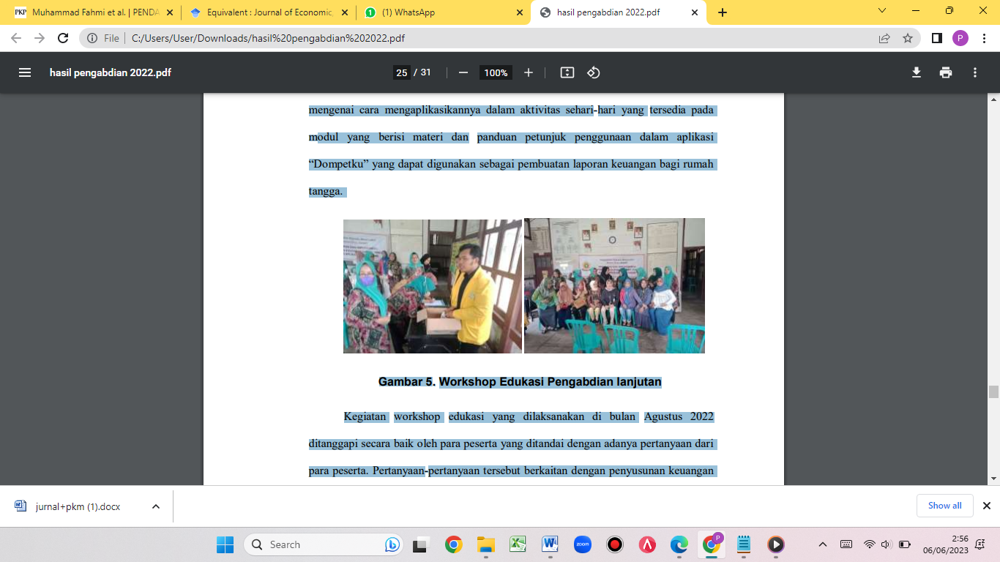 Muhammad Fahmi et al. | PENDA
Equivalent : Journal of Economic,
(1) WhatsApp
hasil pengabdian 2022.pdf
File
C:/Users/User/Downloads/hasil%20pengabdian%202022.pdf
P
hasil pengabdian 2022.pdf
25 / 31
100%
mengenai cara mengaplikasikannya dalam aktivitas sehari-hari yang tersedia pada
modul yang berisi materi dan panduan petunjuk penggunaan dalam aplikasi
“Dompetku” yang dapat digunakan sebagai pembuatan laporan keuangan bagi rumah
tangga.
Gambar 5. Workshop Edukasi Pengabdian lanjutan
Kegiatan workshop edukasi yang dilaksanakan di bulan Agustus 2022
ditanggapi secara baik oleh para peserta yang ditandai dengan adanya pertanyaan dari
para peserta. Pertanyaan-pertanyaan tersebut berkaitan dengan penyusunan keuangan
jurnal+pkm (1).docx
Show all
Search
zoom
P
2:56
06/06/2023